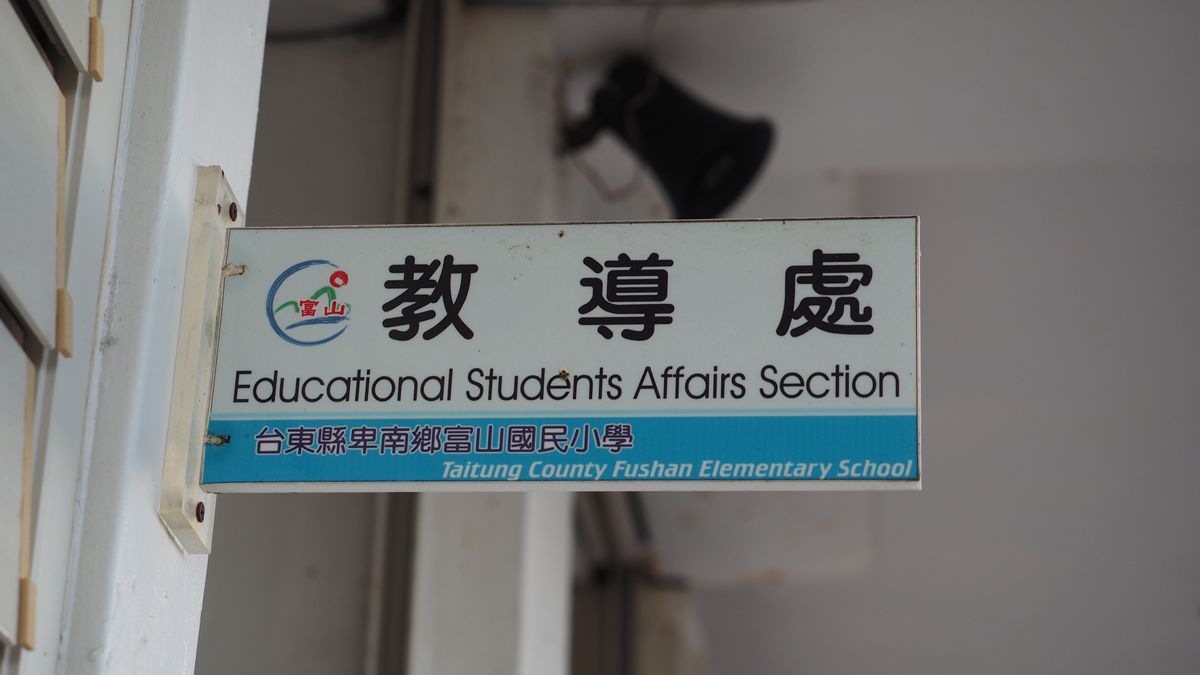 富山
教導處
Educational Students Affairs Section
台東縣卑南鄉富山國民小學
Taitung County Fushan Elementary School